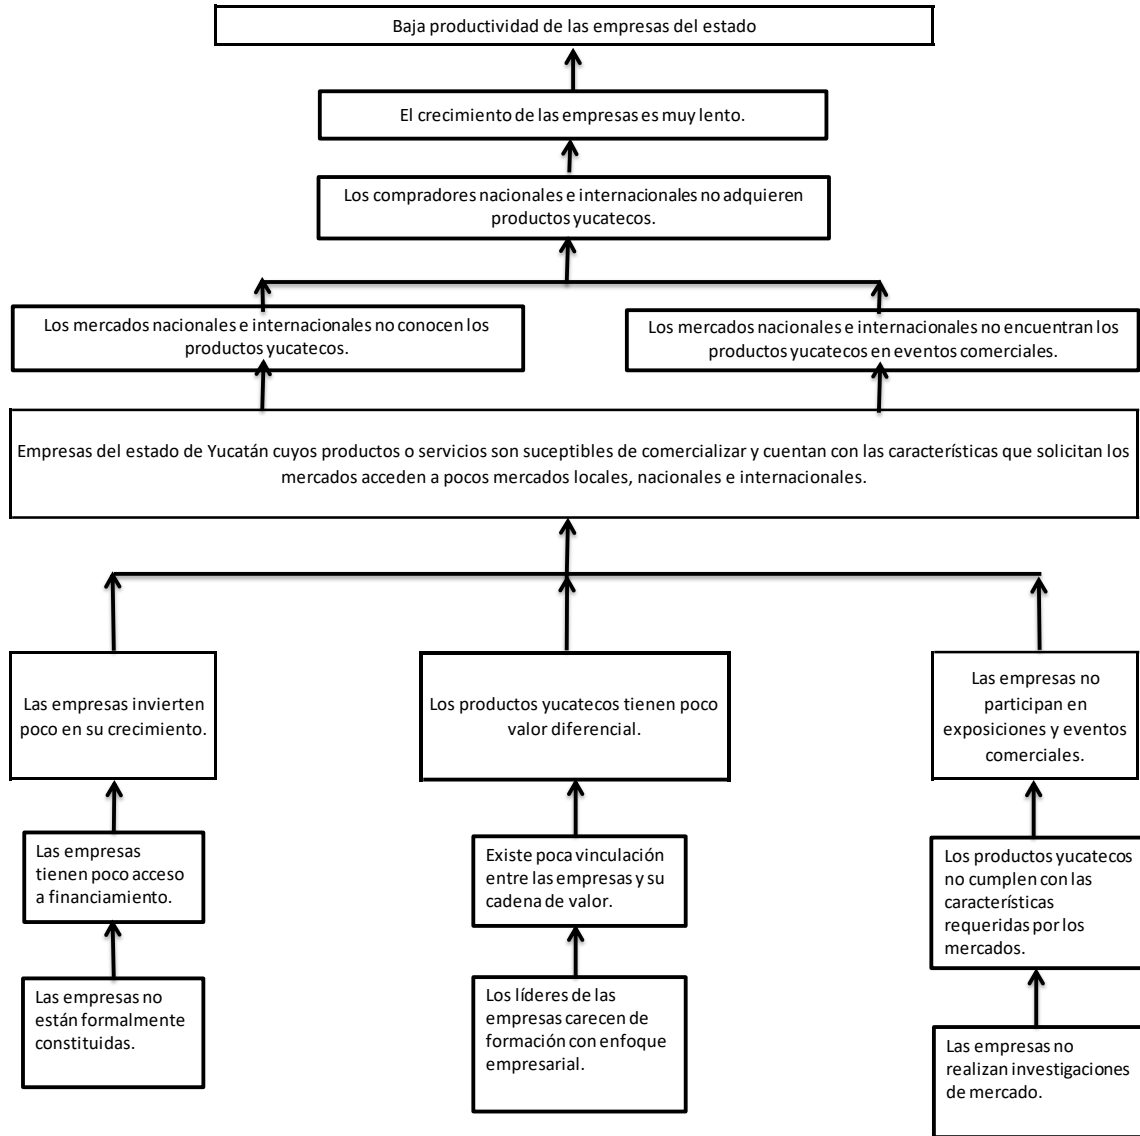 Baja productividad de las empresas del estado
El crecimiento de las empresas es muy lento.
Los compradores nacionales e internacionales no adquieren
productos yucatecos.
Los mercados nacionales e internacionales no conocen los
productos yucatecos.
Los mercados nacionales e internacionales no encuentran los
productos yucatecos en eventos comerciales.
Empresas del estado de Yucatán cuyos productos o servicios son suceptibles de comercializar y cuentan con las características que solicitan los
mercados acceden a pocos mercados locales, nacionales e internacionales.
Las empresas invierten
poco en su crecimiento.
Los productos yucatecos tienen poco
valor diferencial.
Las empresas no
participan en
exposiciones y eventos
comerciales.
Las empresas
tienen poco acceso
a financiamiento.
Existe poca vinculación
entre las empresas y su
cadena de valor.
Los productos yucatecos
no cumplen con las
características
requeridas por los
mercados.
Las empresas no
están formalmente
constituidas.
Los líderes de las
empresas carecen de
formación con enfoque
empresarial.
Las empresas no
realizan investigaciones
de mercado.